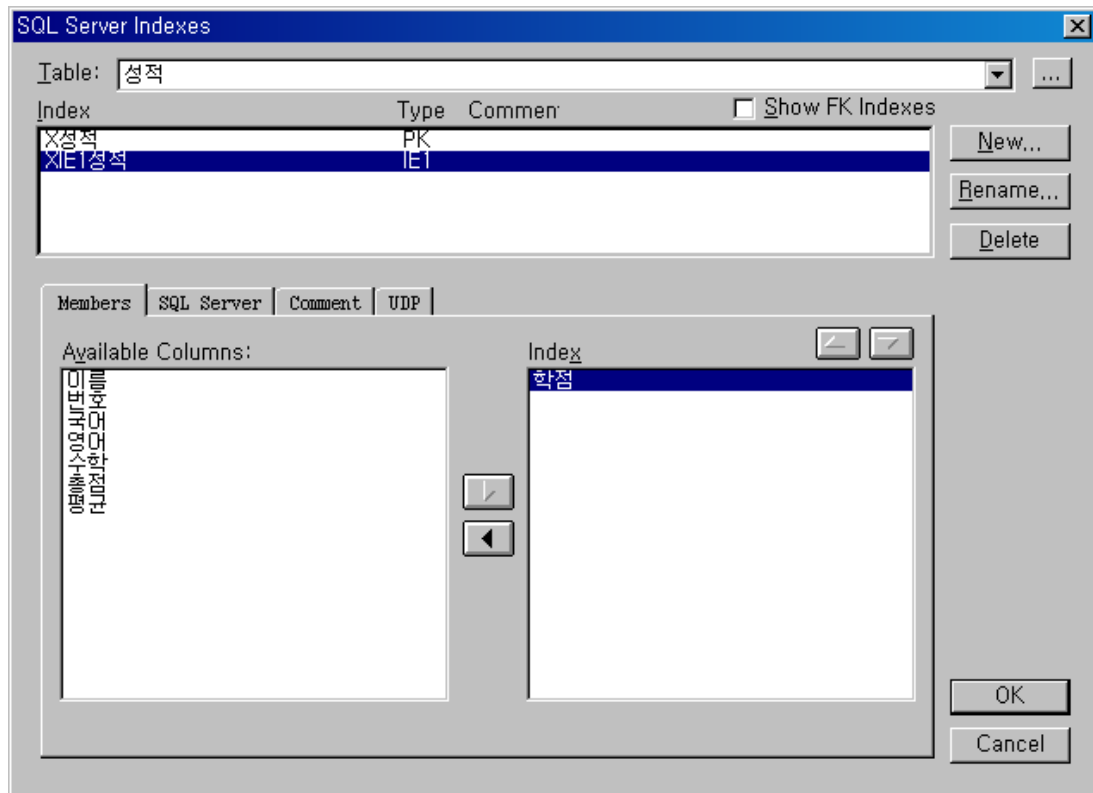 SQL Server Indexes
Table: 성적
...
Index Type Commen Show FK Indexes
X성적 PK
XIE1성적 IE1
New...
Rename...
Delete
Members SQL Server Comment UDP
Available Columns:
이름
번호
국어
영어
수학
총점
평균
Index
학점
OK
Cancel